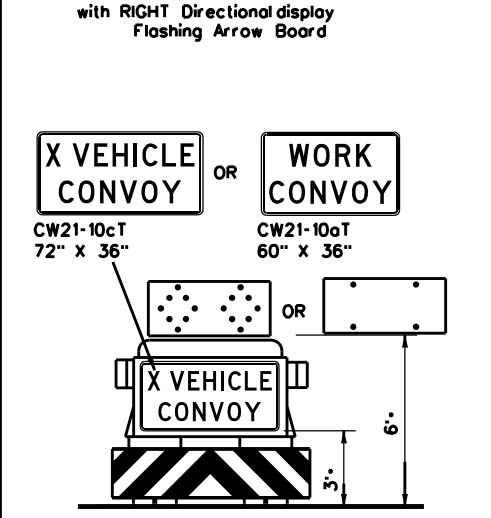 with RIGHT Directional display
Flashing Arrow Board
X VEHICLE
CONVOY
OR
WORK
CONVOY
CW21-10cT
72" X 36"
CW21-10aT
60" X 36"
OR
X VEHICLE
CONVOY
6'
3'